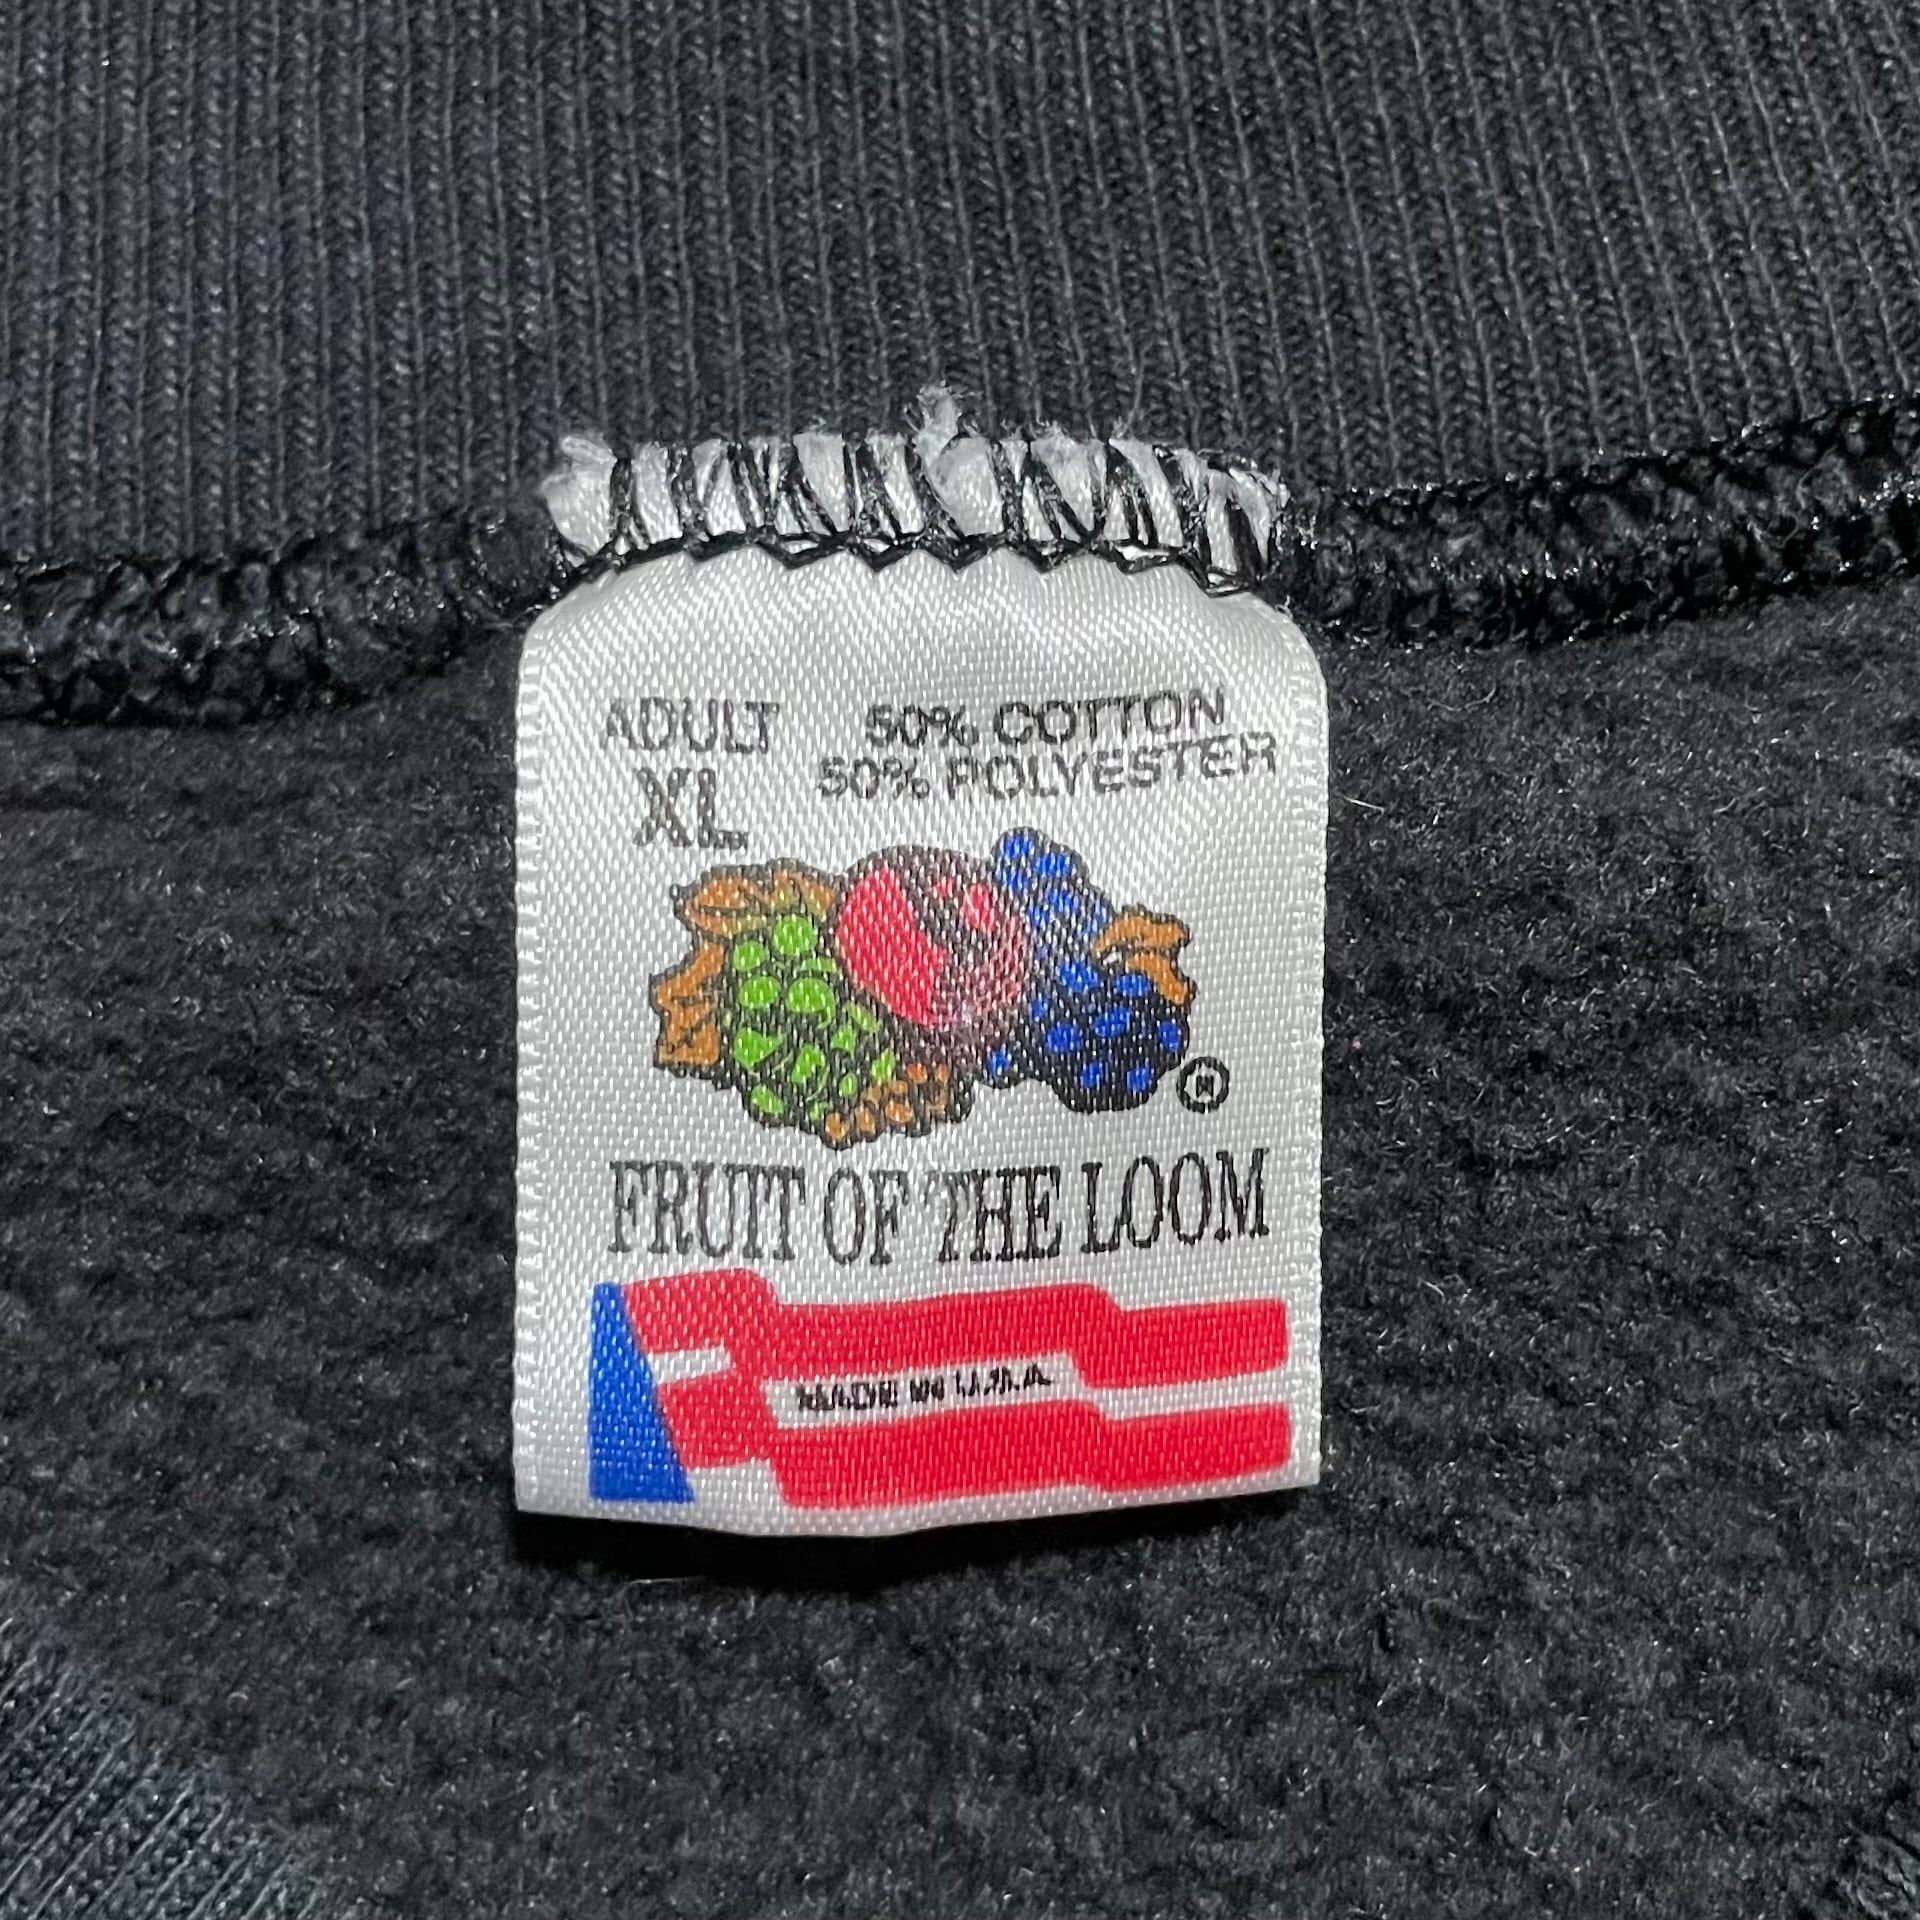 ADULT
XL
50% COTTON
50% POLYESTER
®
FRUIT OF THE LOOM
MADE IN U.S.A.